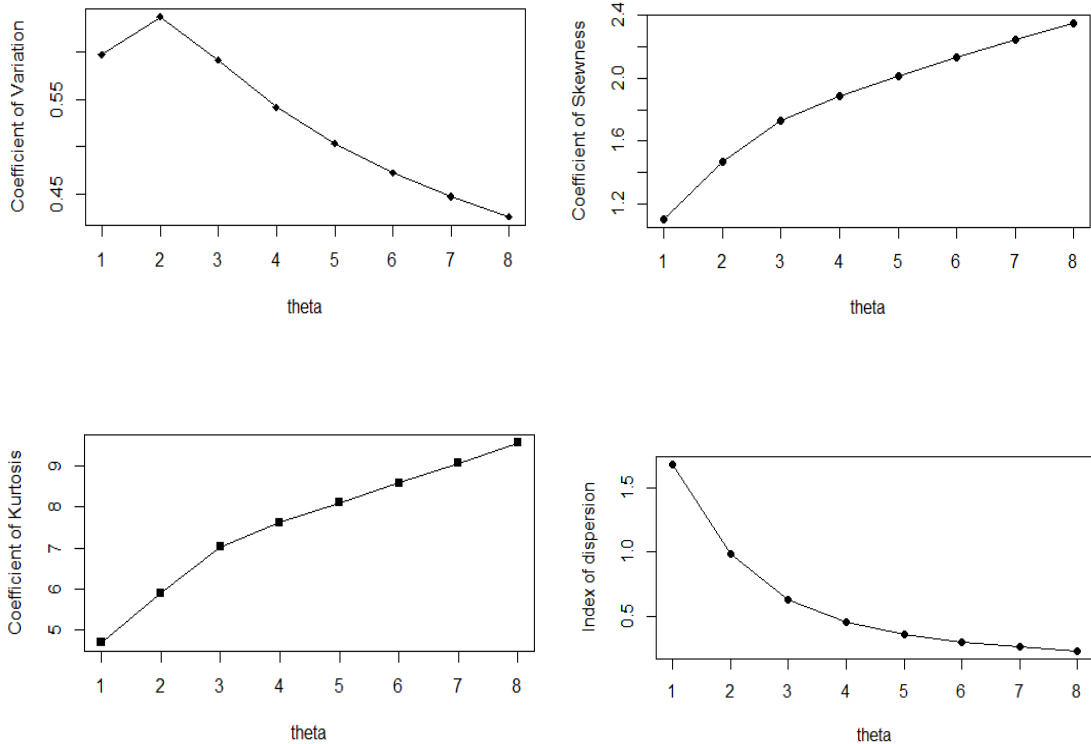 Coefficient of Variation
0.55
0.45
1 2 3 4 5 6 7 8
theta
Coefficient of Skewness
2.4
2.0
1.6
1.2
1 2 3 4 5 6 7 8
theta
Coefficient of Kurtosis
9
8
7
6
5
1 2 3 4 5 6 7 8
theta
Index of dispersion
1.5
1.0
0.5
1 2 3 4 5 6 7 8
theta